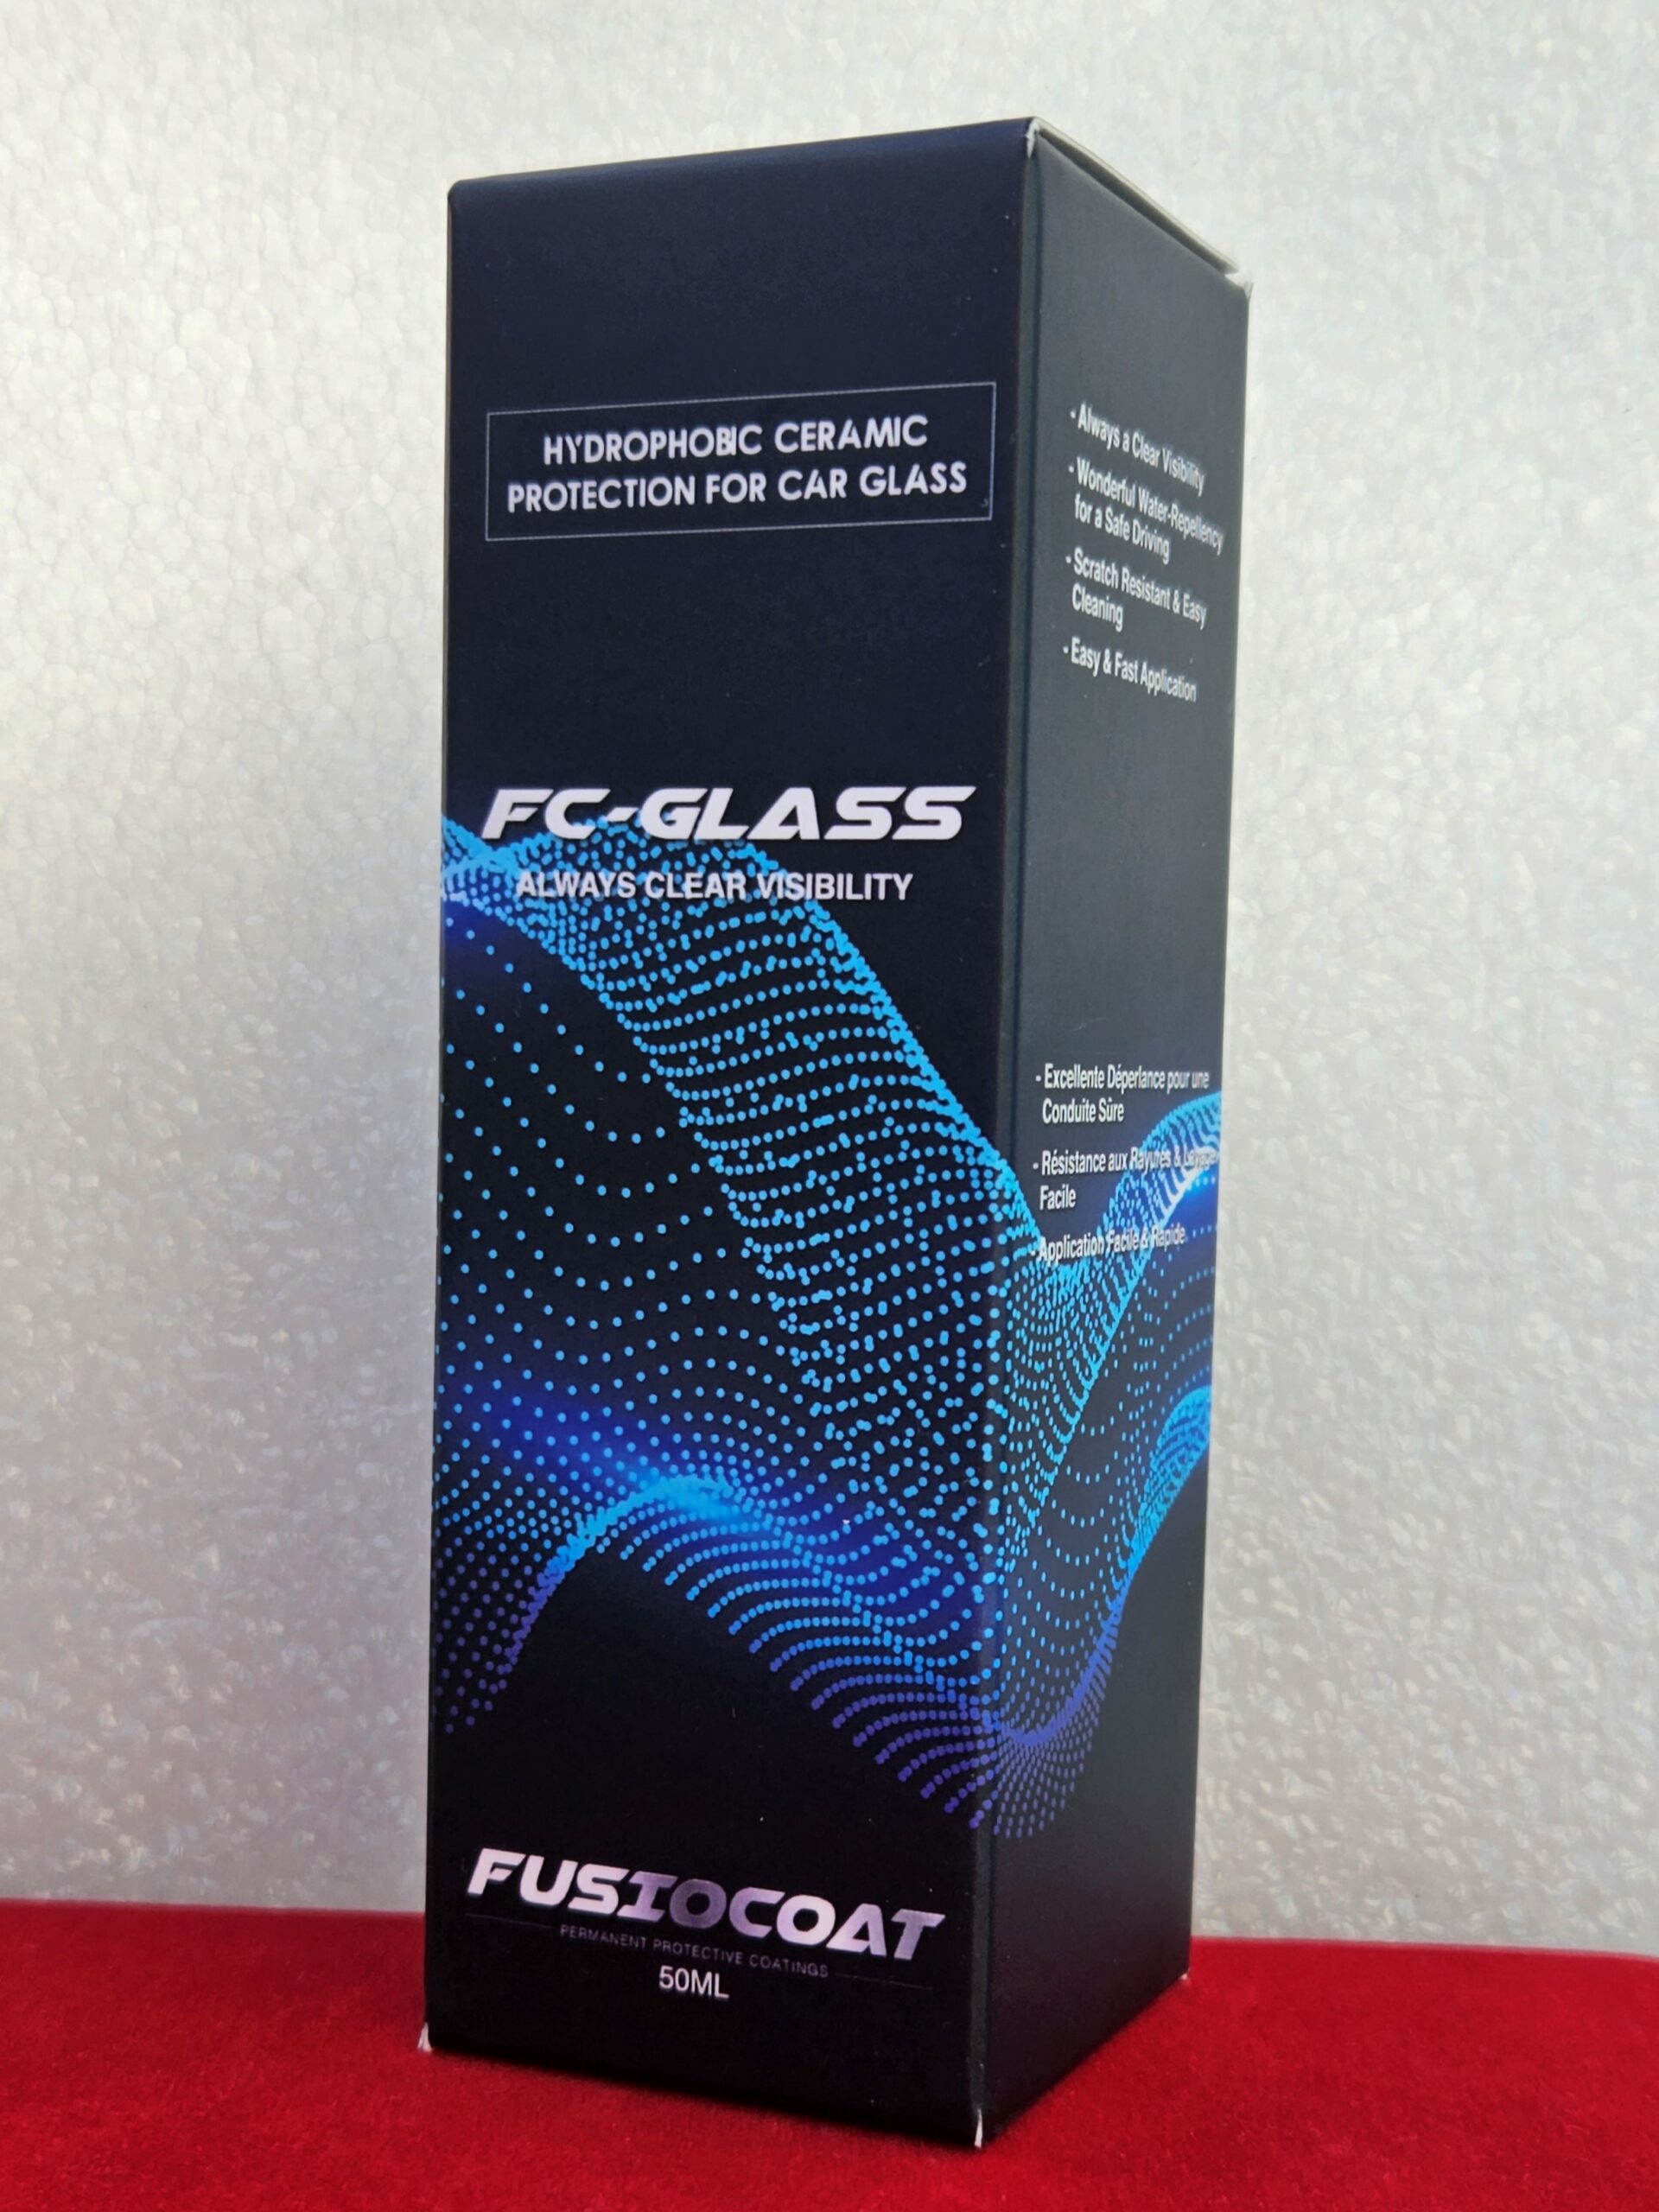 HYDROPHOBIC CERAMIC
PROTECTION FOR CAR GLASS
FC-GLASS
ALWAYS CLEAR VISIBILITY
FUSIOCOAT
PERMANENT PROTECTIVE COATINGS
50ML
- Always a Clear Visibility
- Wonderful Water-Repellency
for a Safe Driving
- Scratch Resistant & Easy
Cleaning
- Easy & Fast Application
- Excellente Déperlance pour une
Conduite Sûre
- Résistance aux Rayures & Lavage
Facile
- Application Facile & Rapide